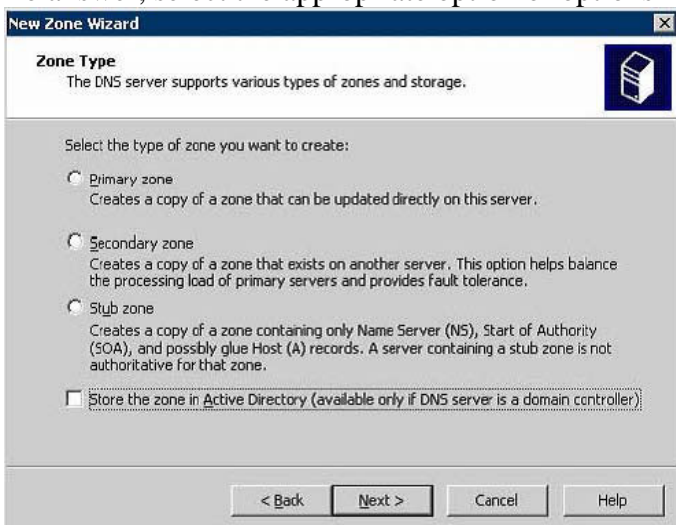 New Zone Wizard
Zone Type
The DNS server supports various types of zones and storage.
Select the type of zone you want to create:
Primary zone
Creates a copy of a zone that can be updated directly on this server.
Secondary zone
Creates a copy of a zone that exists on another server. This option helps balance
the processing load of primary servers and provides fault tolerance.
Stub zone
Creates a copy of a zone containing only Name Server (NS), Start of Authority
(SOA), and possibly glue Host (A) records. A server containing a stub zone is not
authoritative for that zone.
Store the zone in Active Directory (available only if DNS server is a domain controller)
< Back Next > Cancel Help